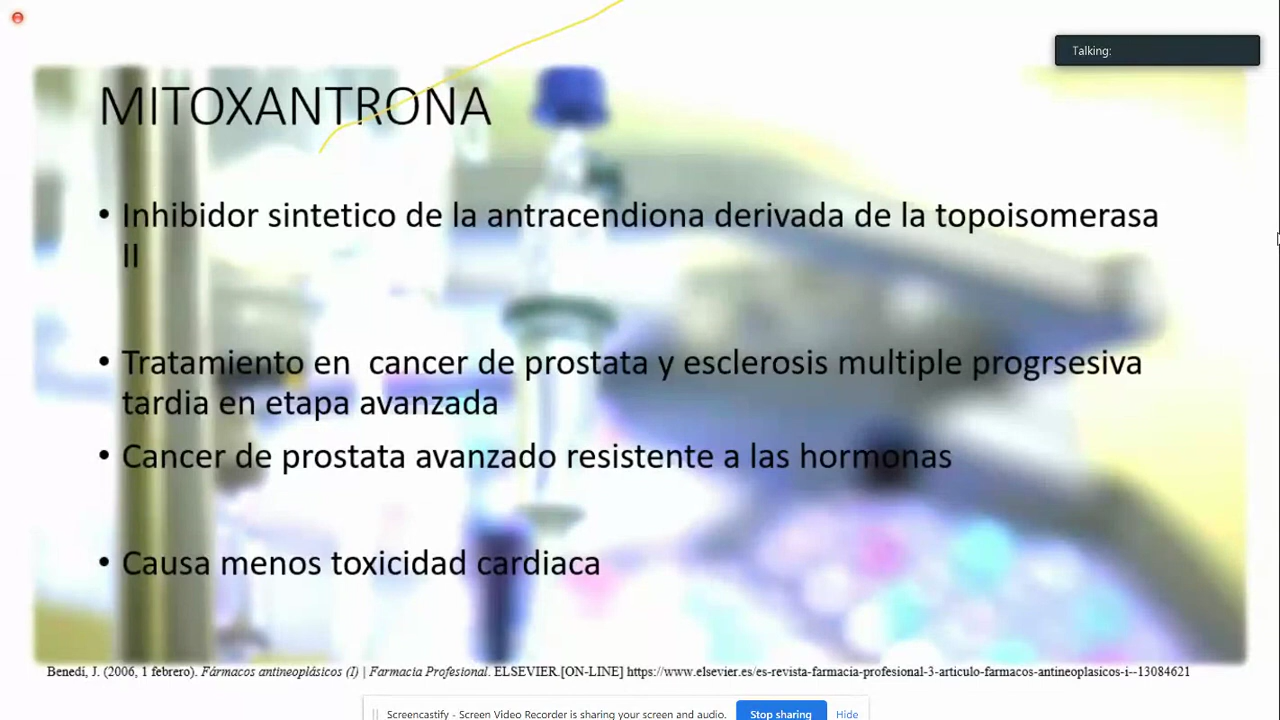 Talking:
MITOXANTRONA
• Inhibidor sintetico de la antracendiona derivada de la topoisomerasa
II
• Tratamiento en cancer de prostata y esclerosis multiple progrsesiva
tardia en etapa avanzada
• Cancer de prostata avanzado resistente a las hormonas
• Causa menos toxicidad cardiaca
Benedí, J. (2006, 1 febrero). Fármacos antineoplásicos (I) | Farmacia Profesional. ELSEVIER.[ON-LINE] https://www.elsevier.es/es-revista-farmacia-profesional-3-articulo-farmacos-antineoplasicos-i--13084621
Screencastify - Screen Video Recorder is sharing your screen and audio. Stop sharing Hide